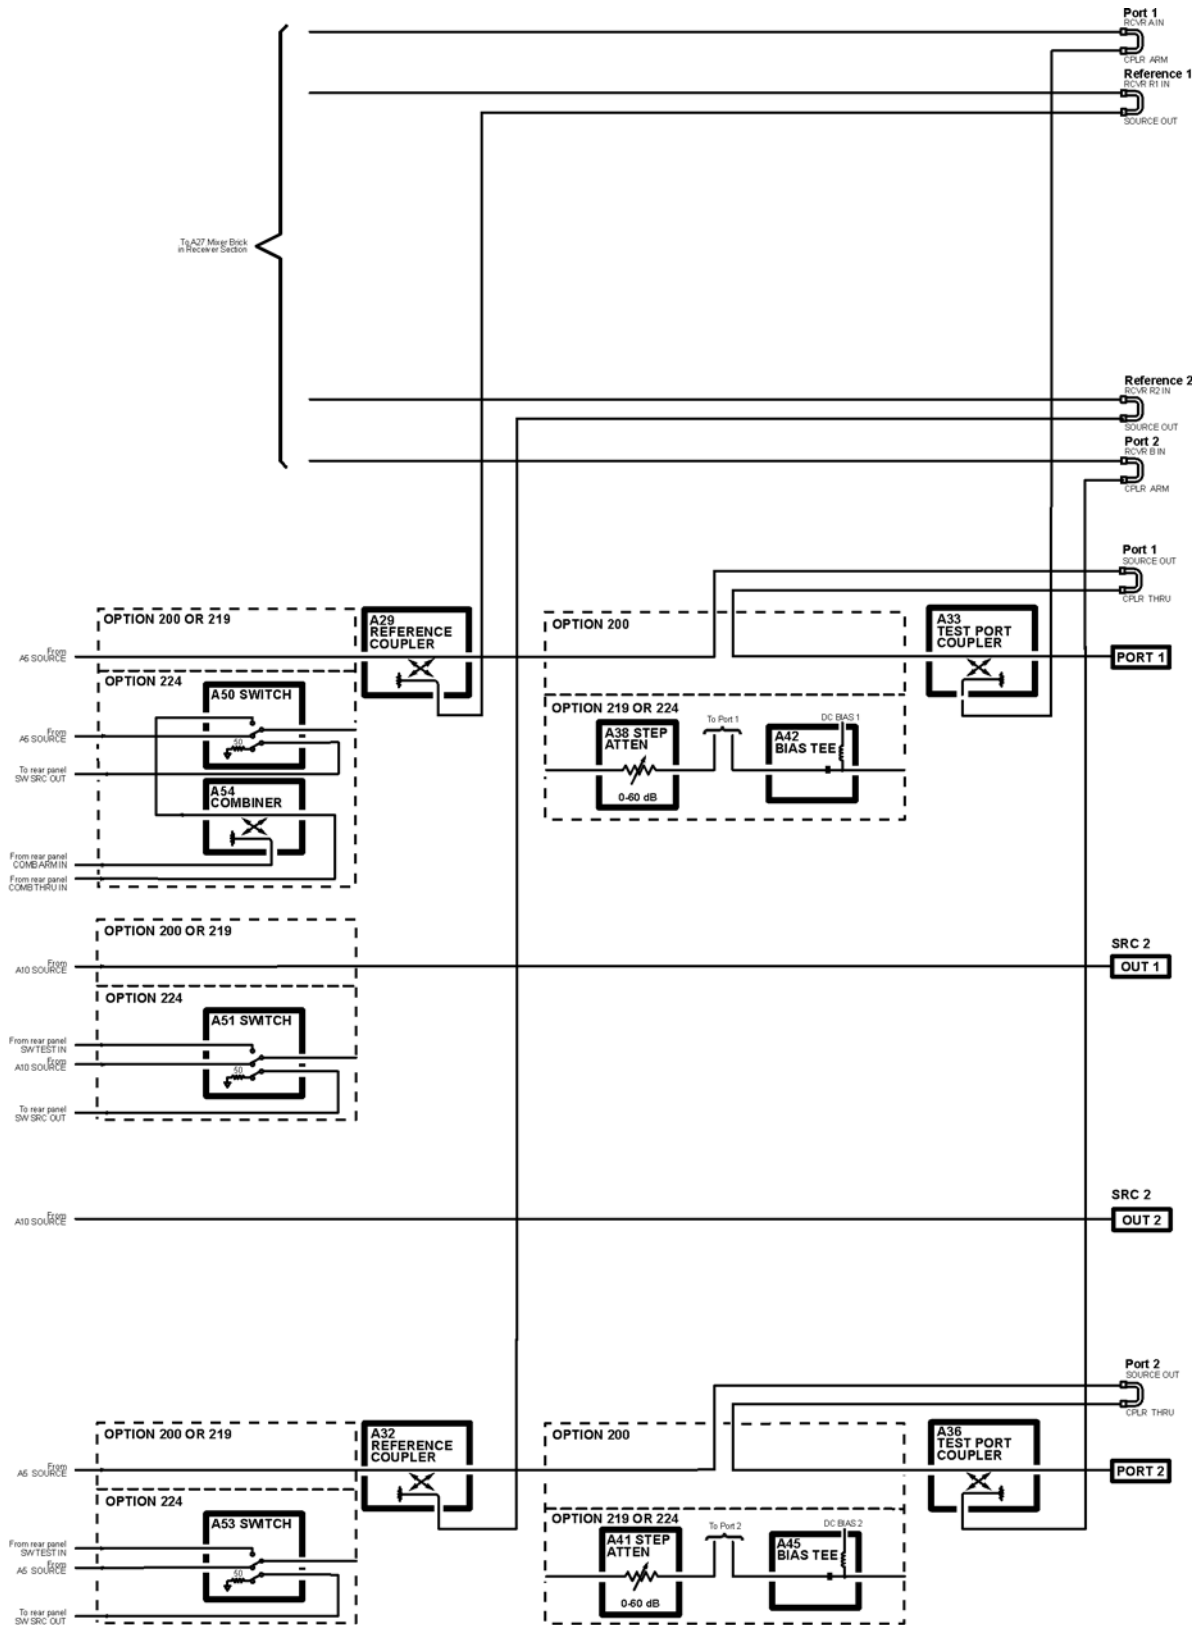 Port 1
RCVR A IN
CPLR ARM
Reference 1
RCVR R1 IN
SOURCE OUT
To A27 Mixer Brick
in Receiver Section
Reference 2
RCVR R2 IN
SOURCE OUT
Port 2
RCVR B IN
CPLR ARM
Port 1
SOURCE OUT
CPLR THRU
OPTION 200 OR 219
From
A5 SOURCE
A29
REFERENCE
COUPLER
OPTION 200
A33
TEST PORT
COUPLER
PORT 1
OPTION 224
A50 SWITCH
From
A5 SOURCE
50
To rear panel
SW SRC OUT
A54
COMBINER
From rear panel
COMB ARM IN
From rear panel
COMB THRU IN
OPTION 219 OR 224
A38 STEP
ATTEN
0-60 dB
To Port 1
DC BIAS 1
A42
BIAS TEE
OPTION 200 OR 219
From
A10 SOURCE
SRC 2
OUT 1
OPTION 224
A51 SWITCH
From rear panel
SW TEST IN
From
A10 SOURCE
50
To rear panel
SW SRC OUT
From
A10 SOURCE
SRC 2
OUT 2
Port 2
SOURCE OUT
CPLR THRU
OPTION 200 OR 219
From
A5 SOURCE
A32
REFERENCE
COUPLER
OPTION 200
A36
TEST PORT
COUPLER
PORT 2
OPTION 224
A53 SWITCH
From rear panel
SW TEST IN
From
A5 SOURCE
50
To rear panel
SW SRC OUT
OPTION 219 OR 224
A41 STEP
ATTEN
0-60 dB
To Port 2
DC BIAS 2
A45
BIAS TEE